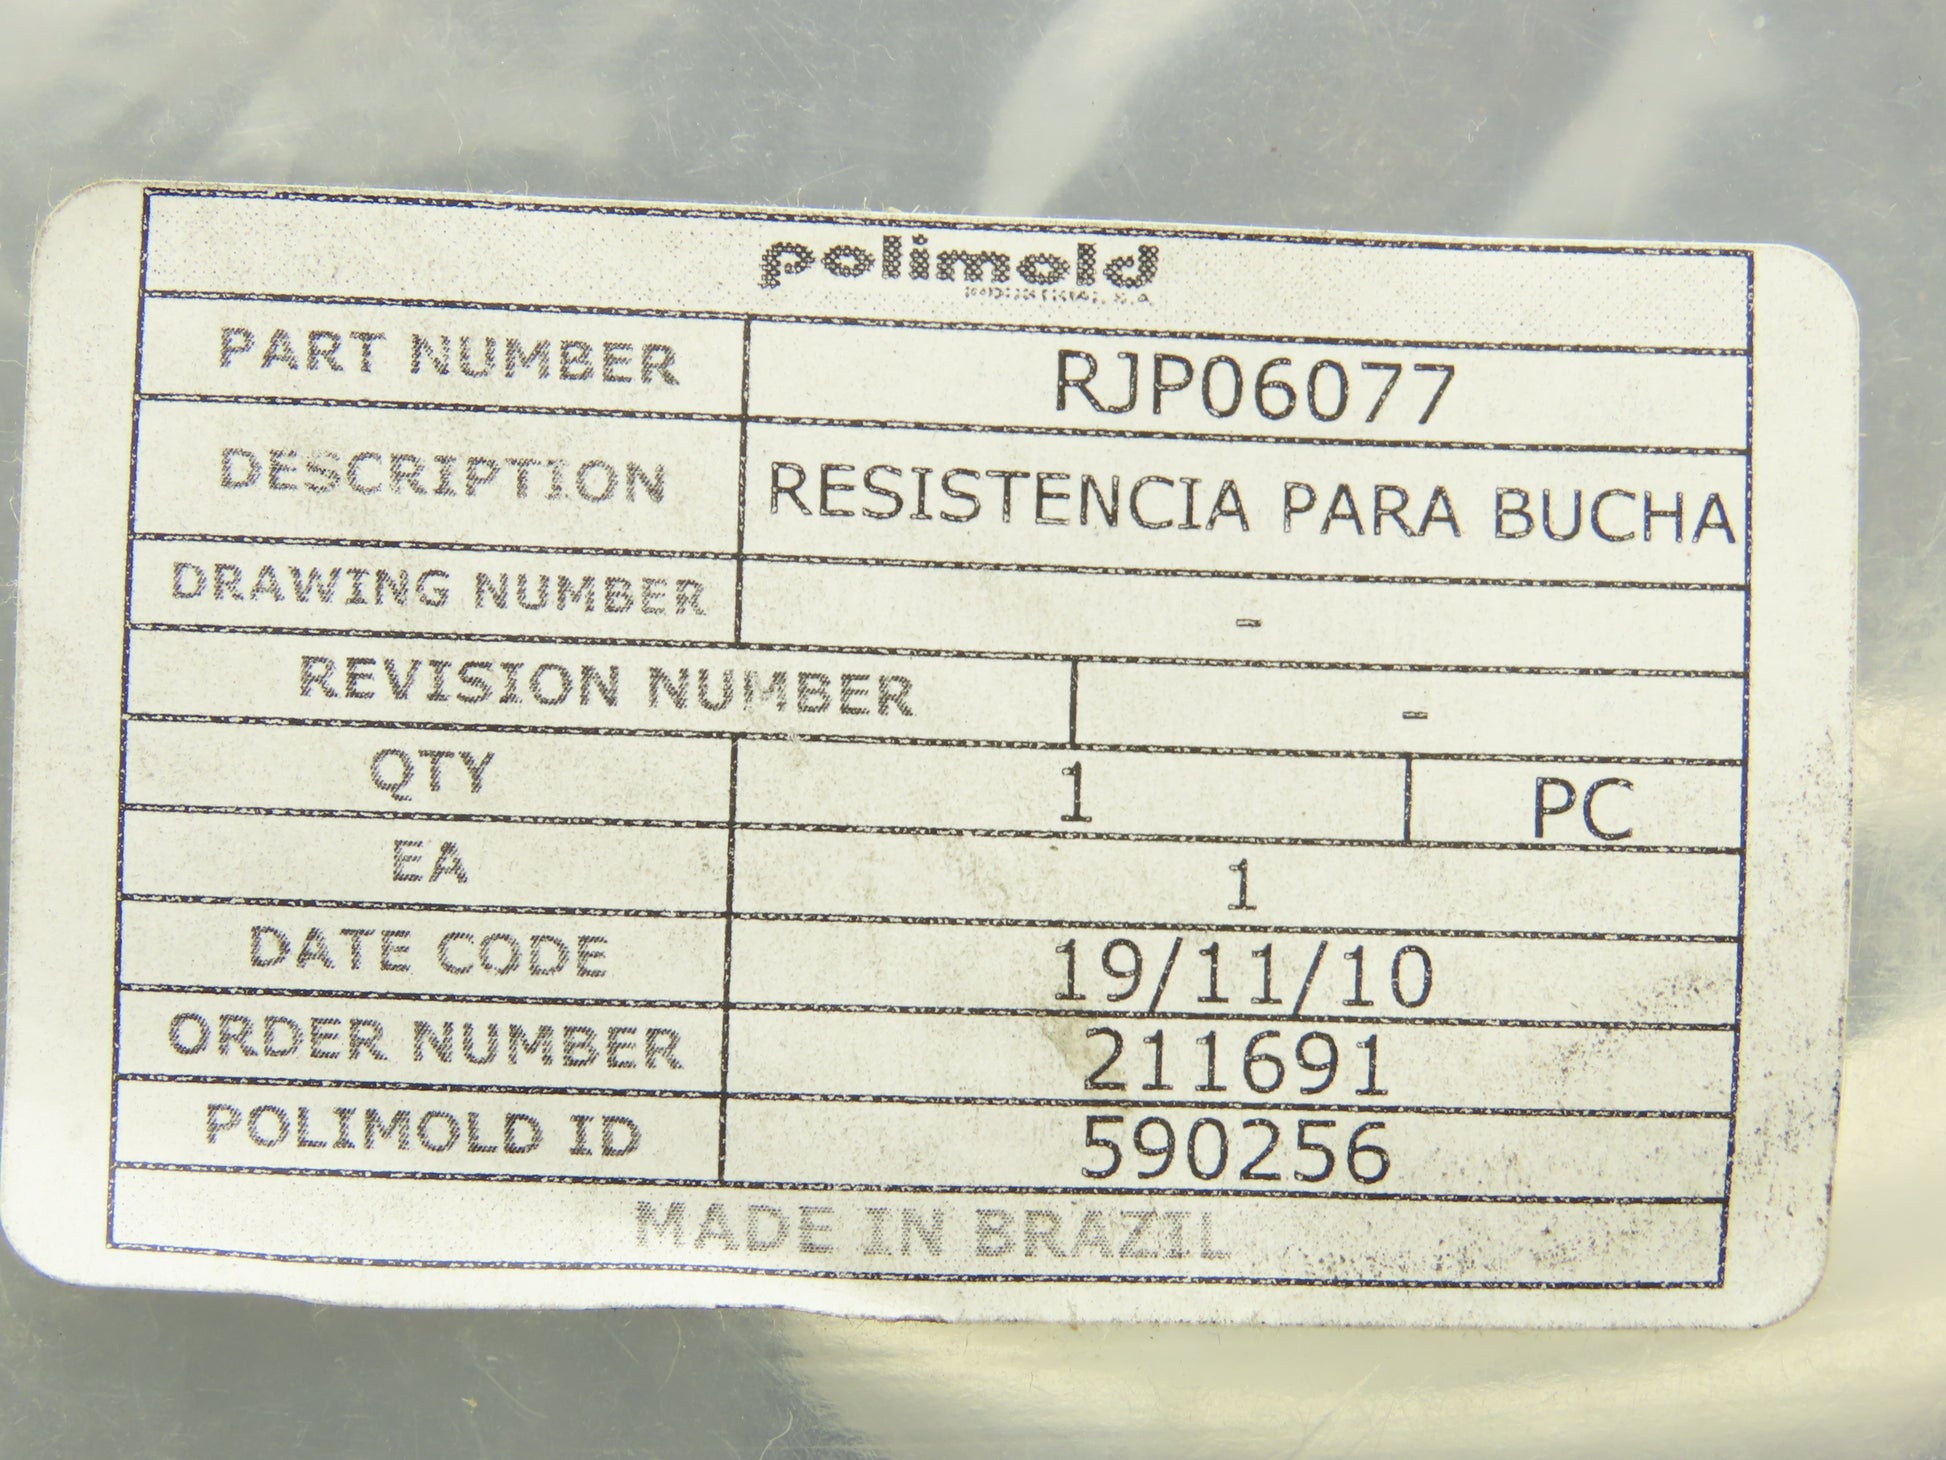 polimold
INDUSTRIAL S.A.
PART NUMBER RJP06077
DESCRIPTION RESISTENCIA PARA BUCHA
DRAWING NUMBER -
REVISION NUMBER -
QTY 1 PC
EA 1
DATE CODE 19/11/10
ORDER NUMBER 211691
POLIMOLD ID 590256
MADE IN BRAZIL